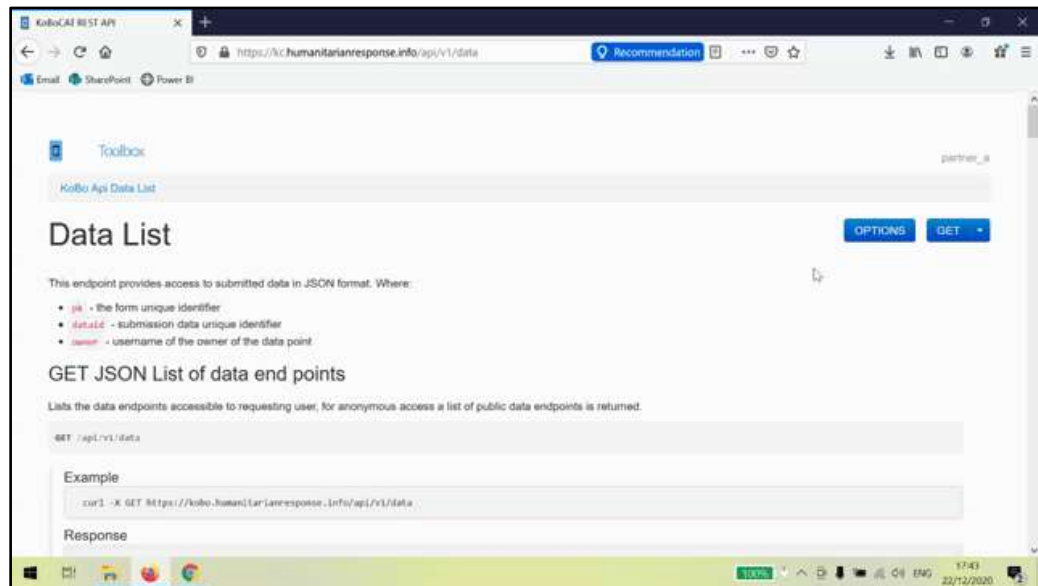 KoBoCAT REST API
https://kc.humanitarianresponse.info/api/v1/data
Recommendation
Email SharePoint Power BI
Toolbox
partner_a
KoBo Api Data List
Data List
OPTIONS GET
This endpoint provides access to submitted data in JSON format. Where:
pk - the form unique identifier
dataid - submission data unique identifier
owner - username of the owner of the data point
GET JSON List of data end points
Lists the data endpoints accessible to requesting user, for anonymous access a list of public data endpoints is returned.
GET /api/v1/data
Example
curl -X GET https://kobo.humanitarianresponse.info/api/v1/data
Response
100% ENG 17:43
22/12/2020